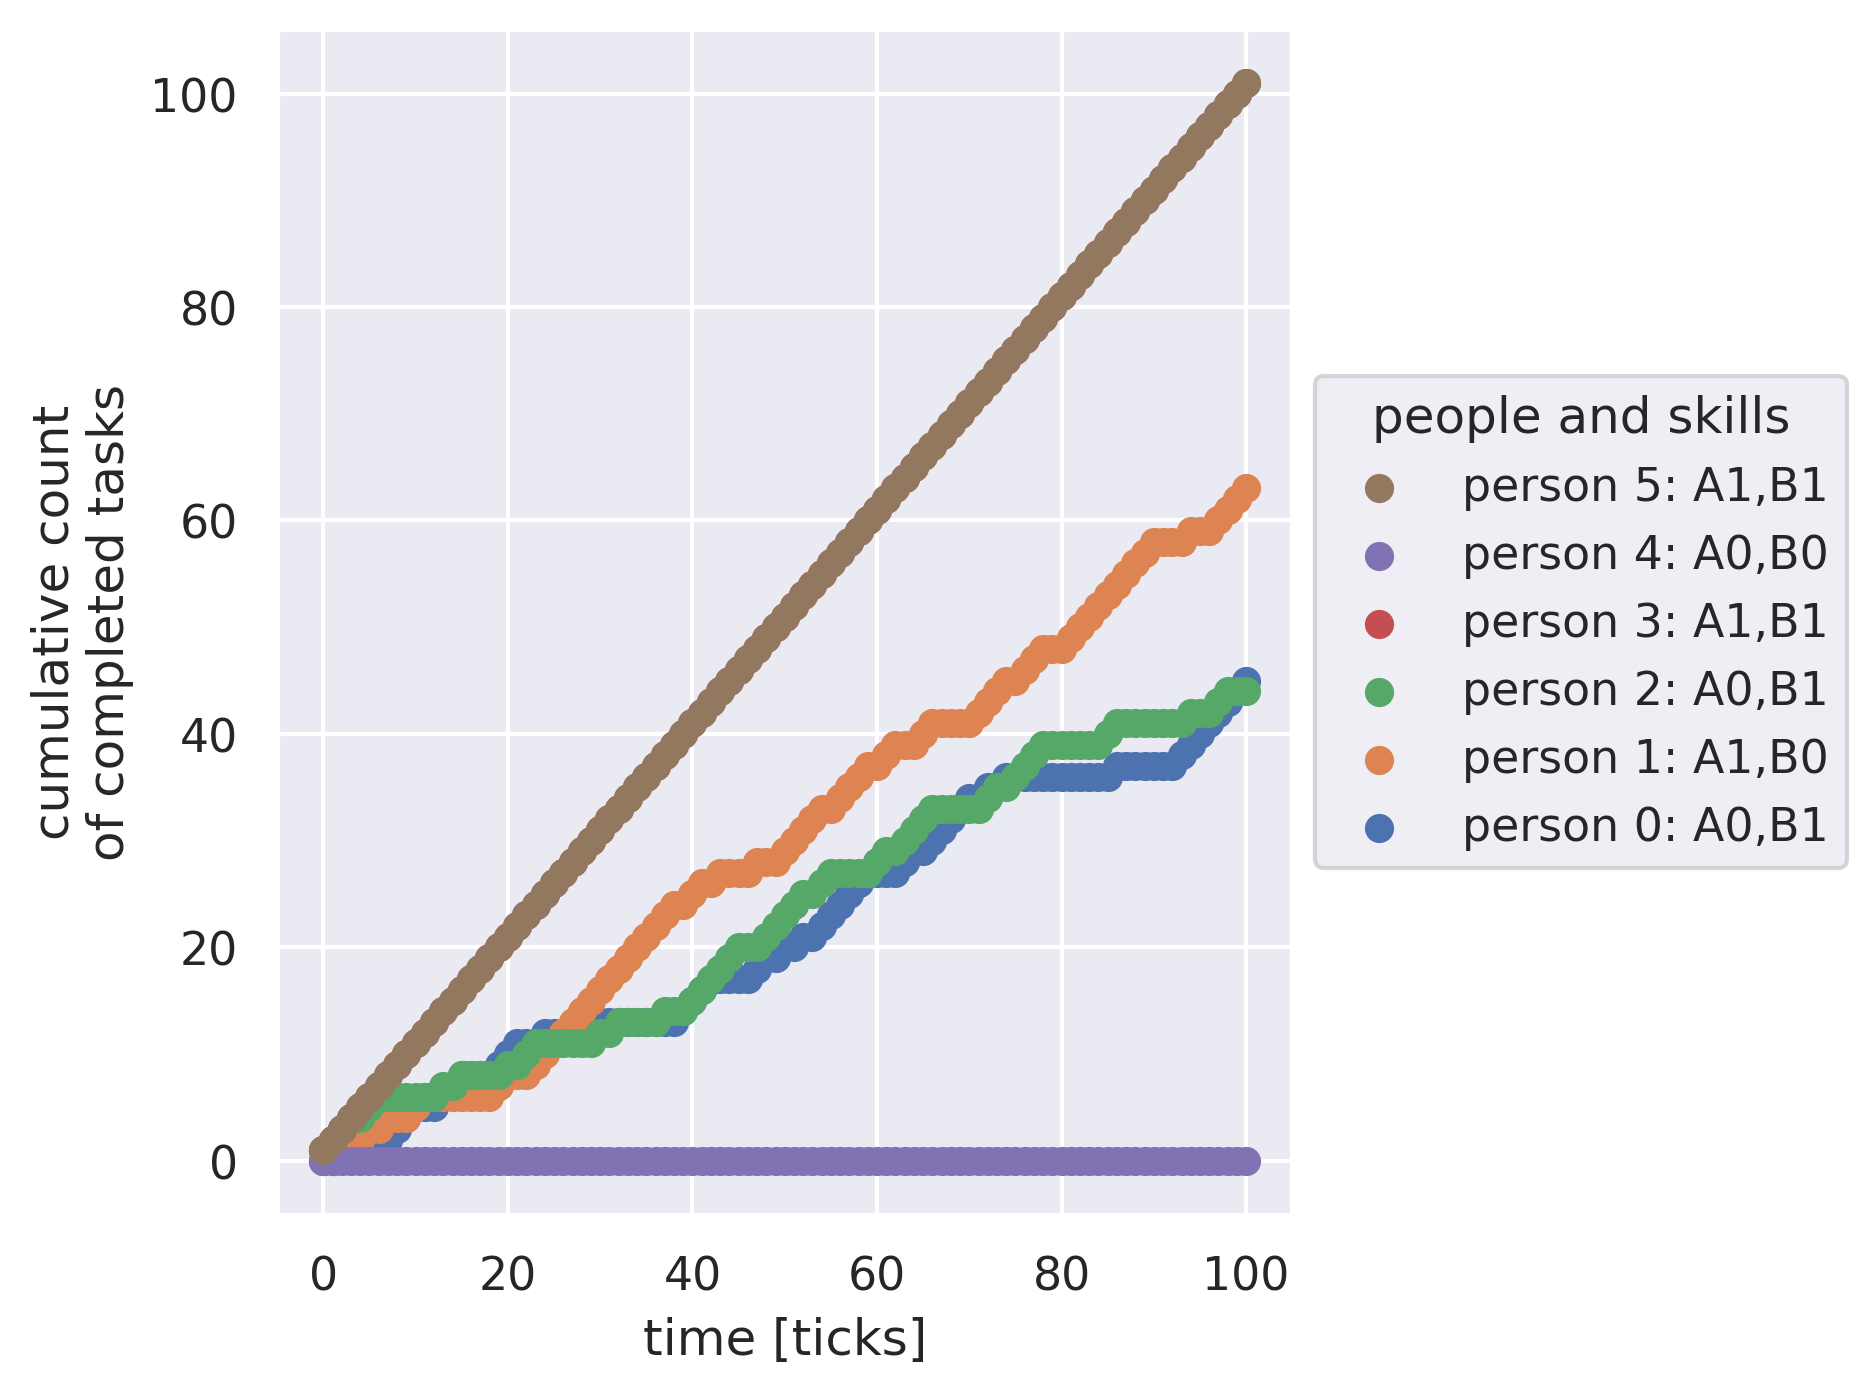 cumulative count
of completed tasks
100
80
60
40
20
0
0 20 40 60 80 100
time [ticks]
people and skills
person 5: A1,B1
person 4: A0,B0
person 3: A1,B1
person 2: A0,B1
person 1: A1,B0
person 0: A0,B1